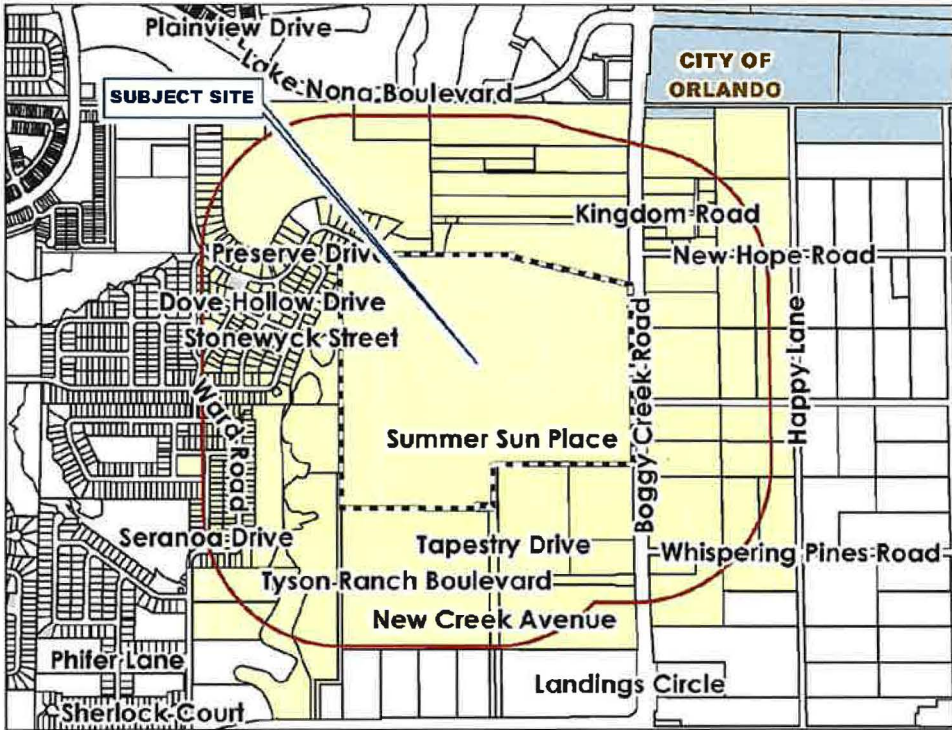 Plainview Drive
Lake Nona Boulevard
CITY OF
ORLANDO
SUBJECT SITE
Kingdom Road
Preserve Drive
New Hope Road
Dove Hollow Drive
Stonewyck Street
Ward Road
Boggy Creek Road
Happy Lane
Summer Sun Place
Seranoa Drive
Tapestry Drive
Whispering Pines Road
Tyson Ranch Boulevard
New Creek Avenue
Phifer Lane
Landings Circle
Sherlock Court